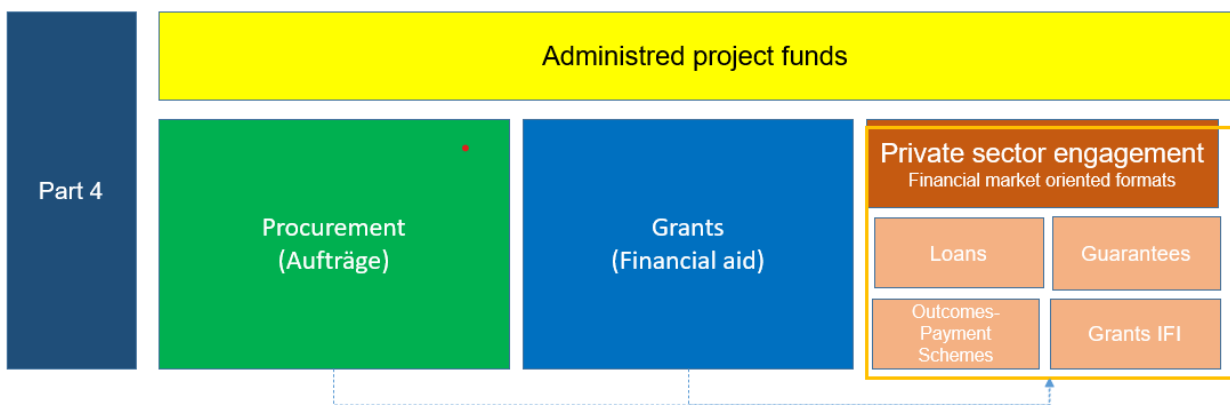 Part 4
Administred project funds
Procurement
(Aufträge)
Grants
(Financial aid)
Private sector engagement
Financial market oriented formats
Loans
Guarantees
Outcomes-
Payment
Schemes
Grants IFI